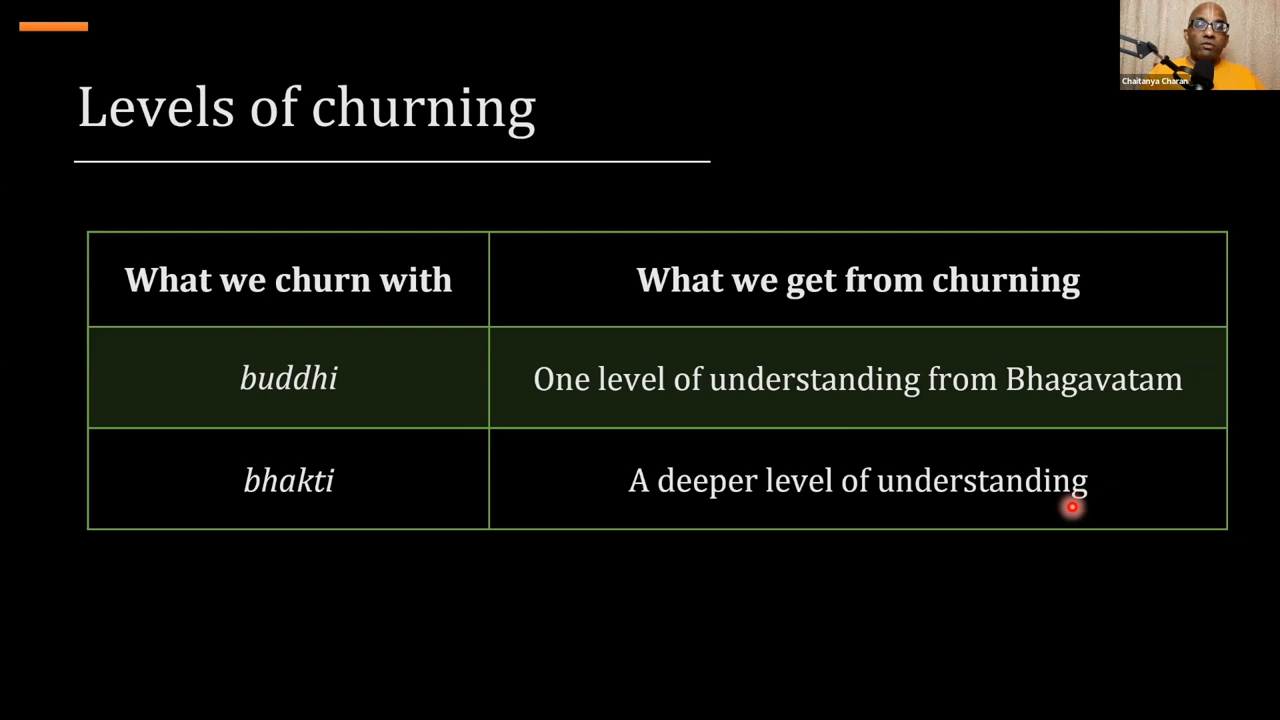 Chaitanya Charan
Levels of churning
What we churn with
What we get from churning
buddhi
One level of understanding from Bhagavatam
bhakti
A deeper level of understanding